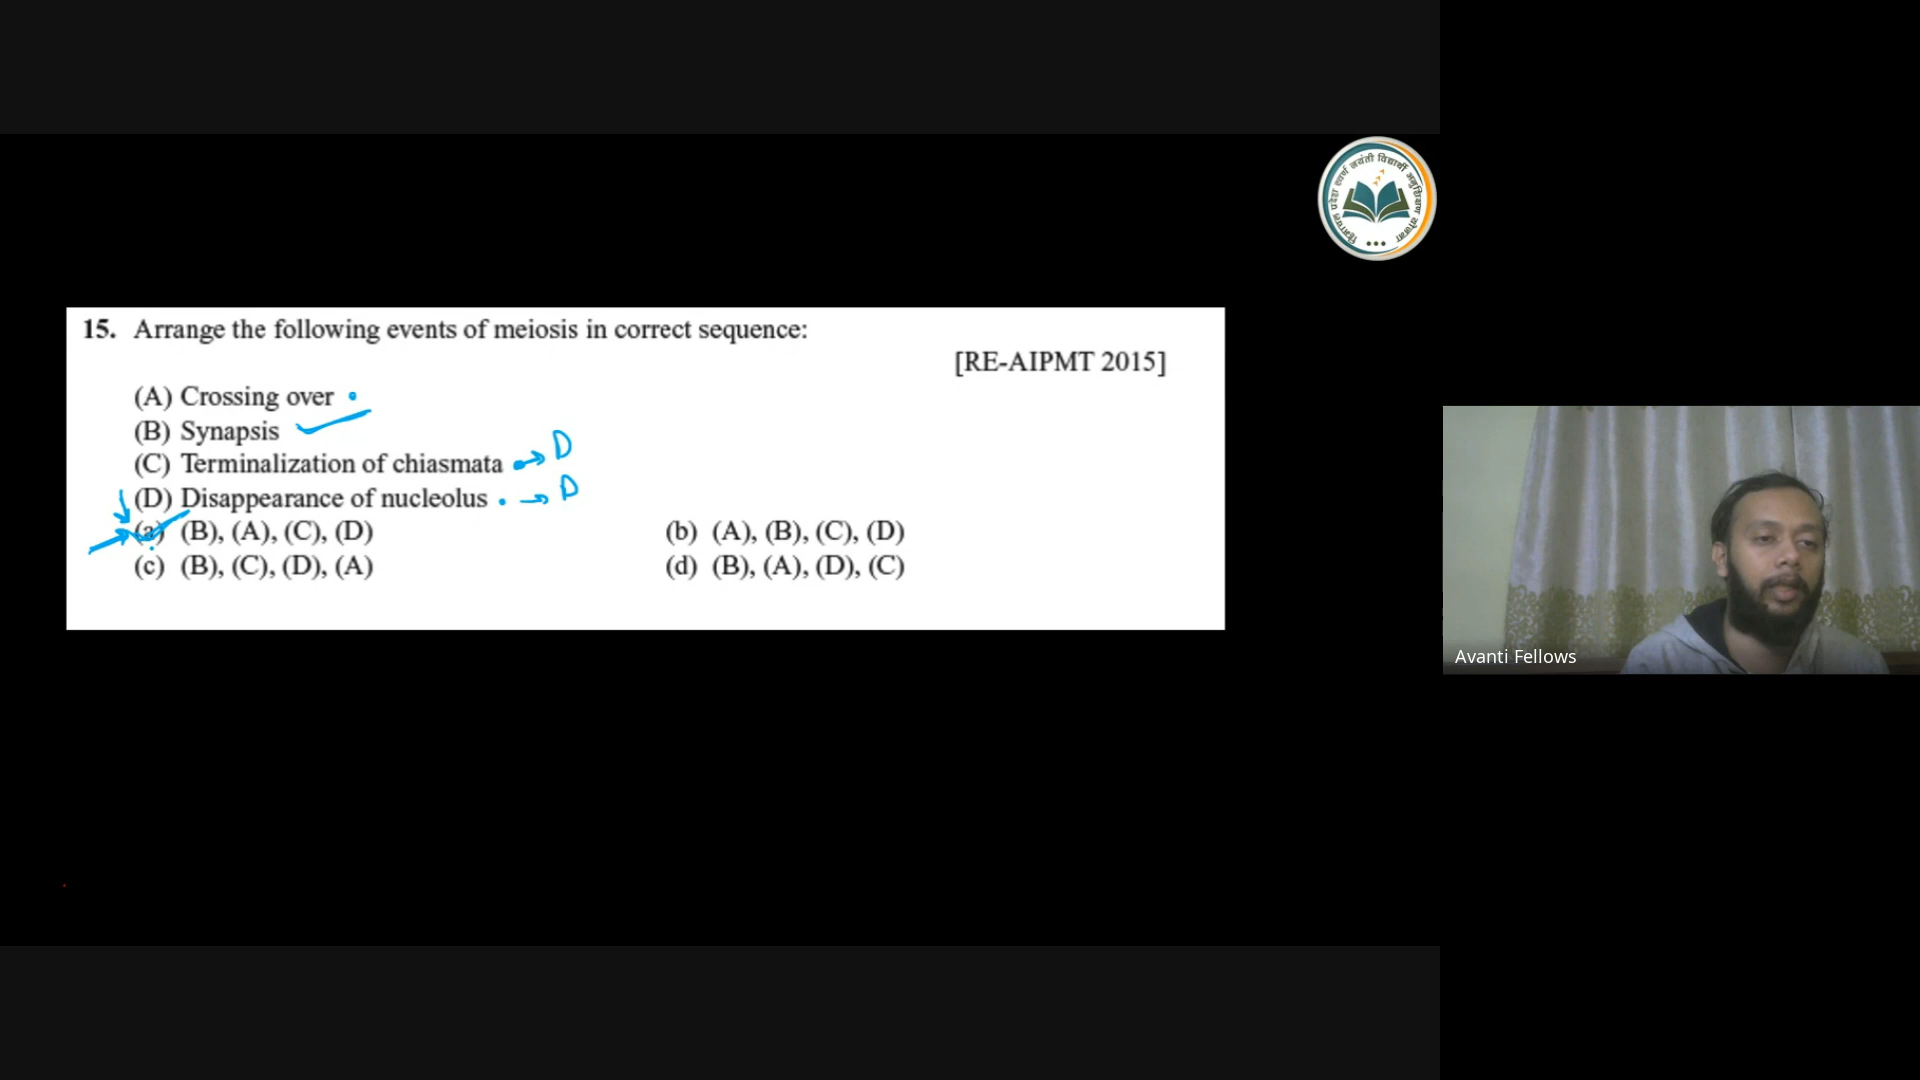 15. Arrange the following events of meiosis in correct sequence:
[RE-AIPMT 2015]
(A) Crossing over
(B) Synapsis
(C) Terminalization of chiasmata → D
(D) Disappearance of nucleolus → D
(a) (B), (A), (C), (D)
(b) (A), (B), (C), (D)
(c) (B), (C), (D), (A)
(d) (B), (A), (D), (C)
Avanti Fellows